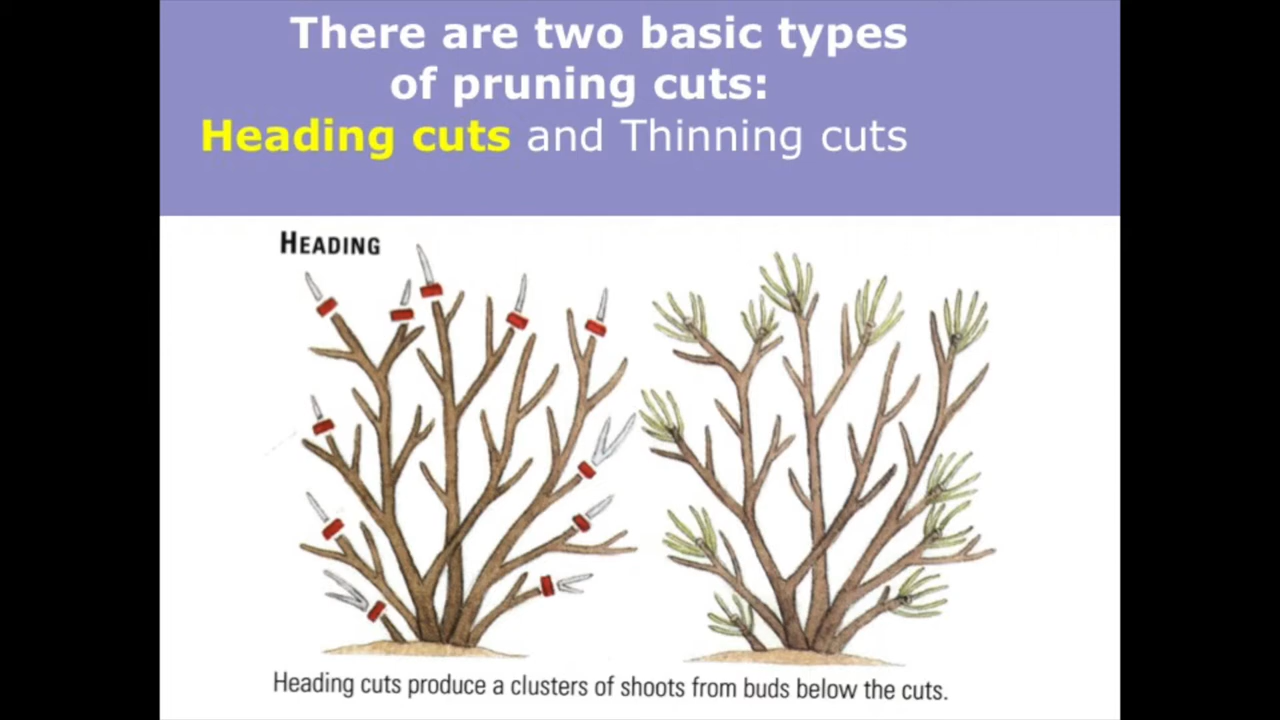 There are two basic types
of pruning cuts:
Heading cuts and Thinning cuts
HEADING
Heading cuts produce a clusters of shoots from buds below the cuts.